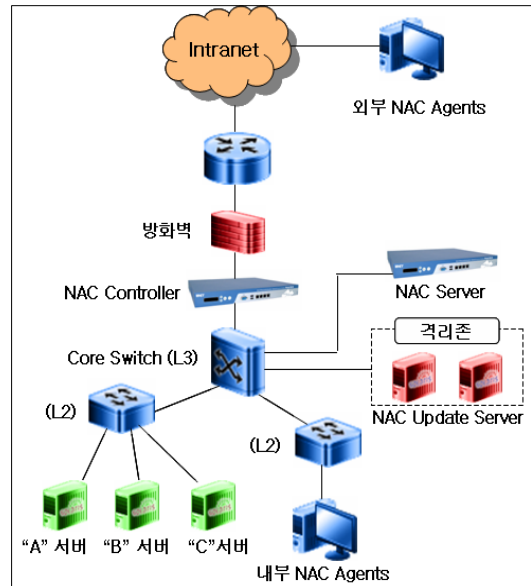 Intranet
외부 NAC Agents
방화벽
NAC Controller
NAC Server
Core Switch (L3)
격리존
NAC Update Server
(L2)
(L2)
“A” 서버
“B” 서버
“C”서버
내부 NAC Agents